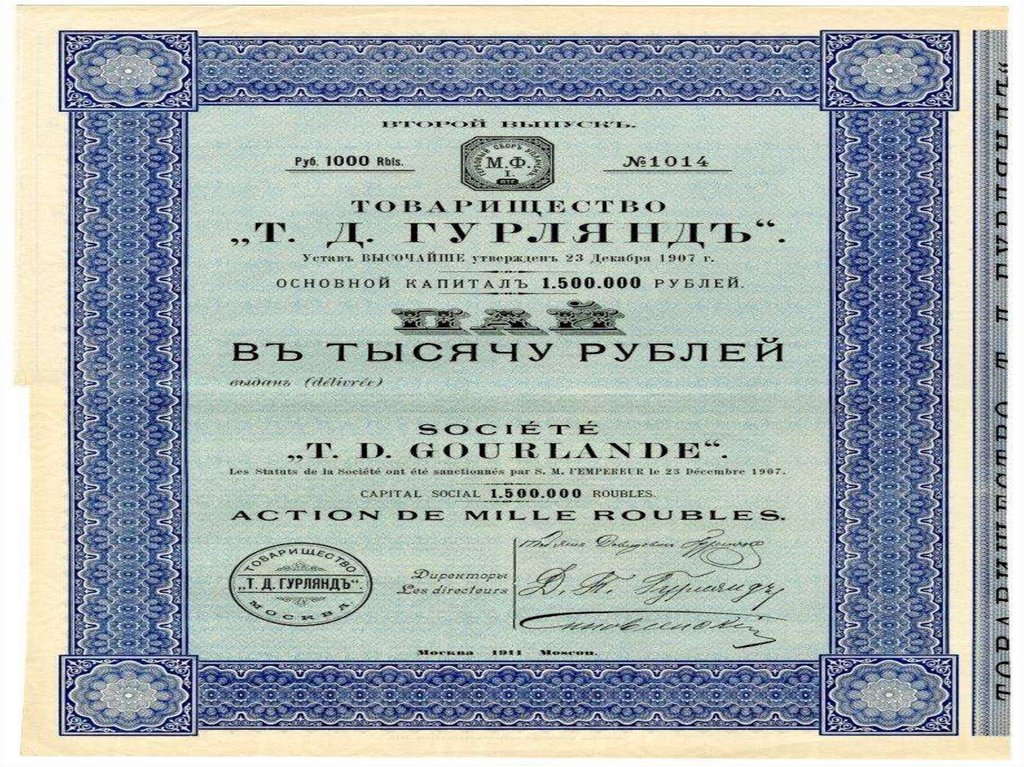 ВТОРОЙ ВЫПУСКЪ.
Руб. 1000 Rbls.
М.Ф.
I.
№1014
ТОВАРИЩЕСТВО
„Т. Д. ГУРЛЯНДЪ“.
Уставъ ВЫСОЧАЙШЕ утвержденъ 23 Декабря 1907 г.
ОСНОВНОЙ КАПИТАЛЪ 1.500.000 РУБЛЕЙ.
ПАЙ
ВЪ ТЫСЯЧУ РУБЛЕЙ
выданъ (délivrée)
SOCIÉTÉ
„T. D. GOURLANDE“.
Les Statuts de la Société ont été sanctionnés par S. M. l'EMPEREUR le 23 Décembre 1907.
CAPITAL SOCIAL 1.500.000 ROUBLES.
ACTION DE MILLE ROUBLES.
ТОВАРИЩЕСТВО
„Т. Д. ГУРЛЯНДЪ“
МОСКВА
Директоры
Les directeurs
Д. Т. Гурляндъ
Москва 1911 Moscou.
ТОВАРИЩЕСТВО „Т. Д. ГУРЛЯНДЪ“